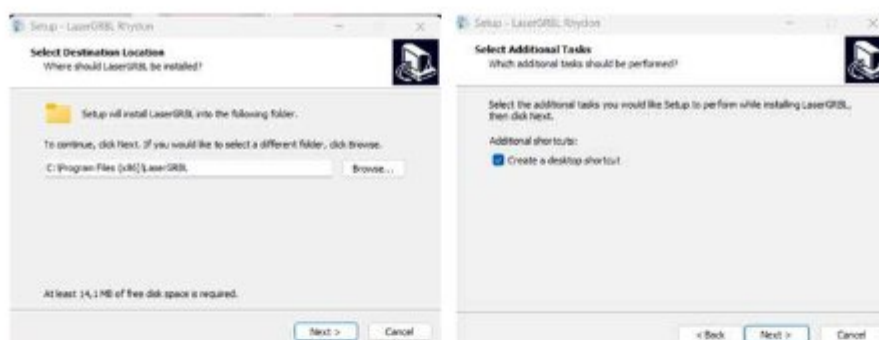 Setup - LaserGRBL Rhydon
Select Destination Location
Where should LaserGRBL be installed?
Setup will install LaserGRBL into the following folder.
To continue, click Next. If you would like to select a different folder, click Browse.
C:\Program Files (x86)\LaserGRBL
Browse...
At least 14,1 MB of free disk space is required.
Next >
Cancel
Setup - LaserGRBL Rhydon
Select Additional Tasks
Which additional tasks should be performed?
Select the additional tasks you would like Setup to perform while installing LaserGRBL,
then click Next.
Additional shortcuts:
Create a desktop shortcut
< Back
Next >
Cancel